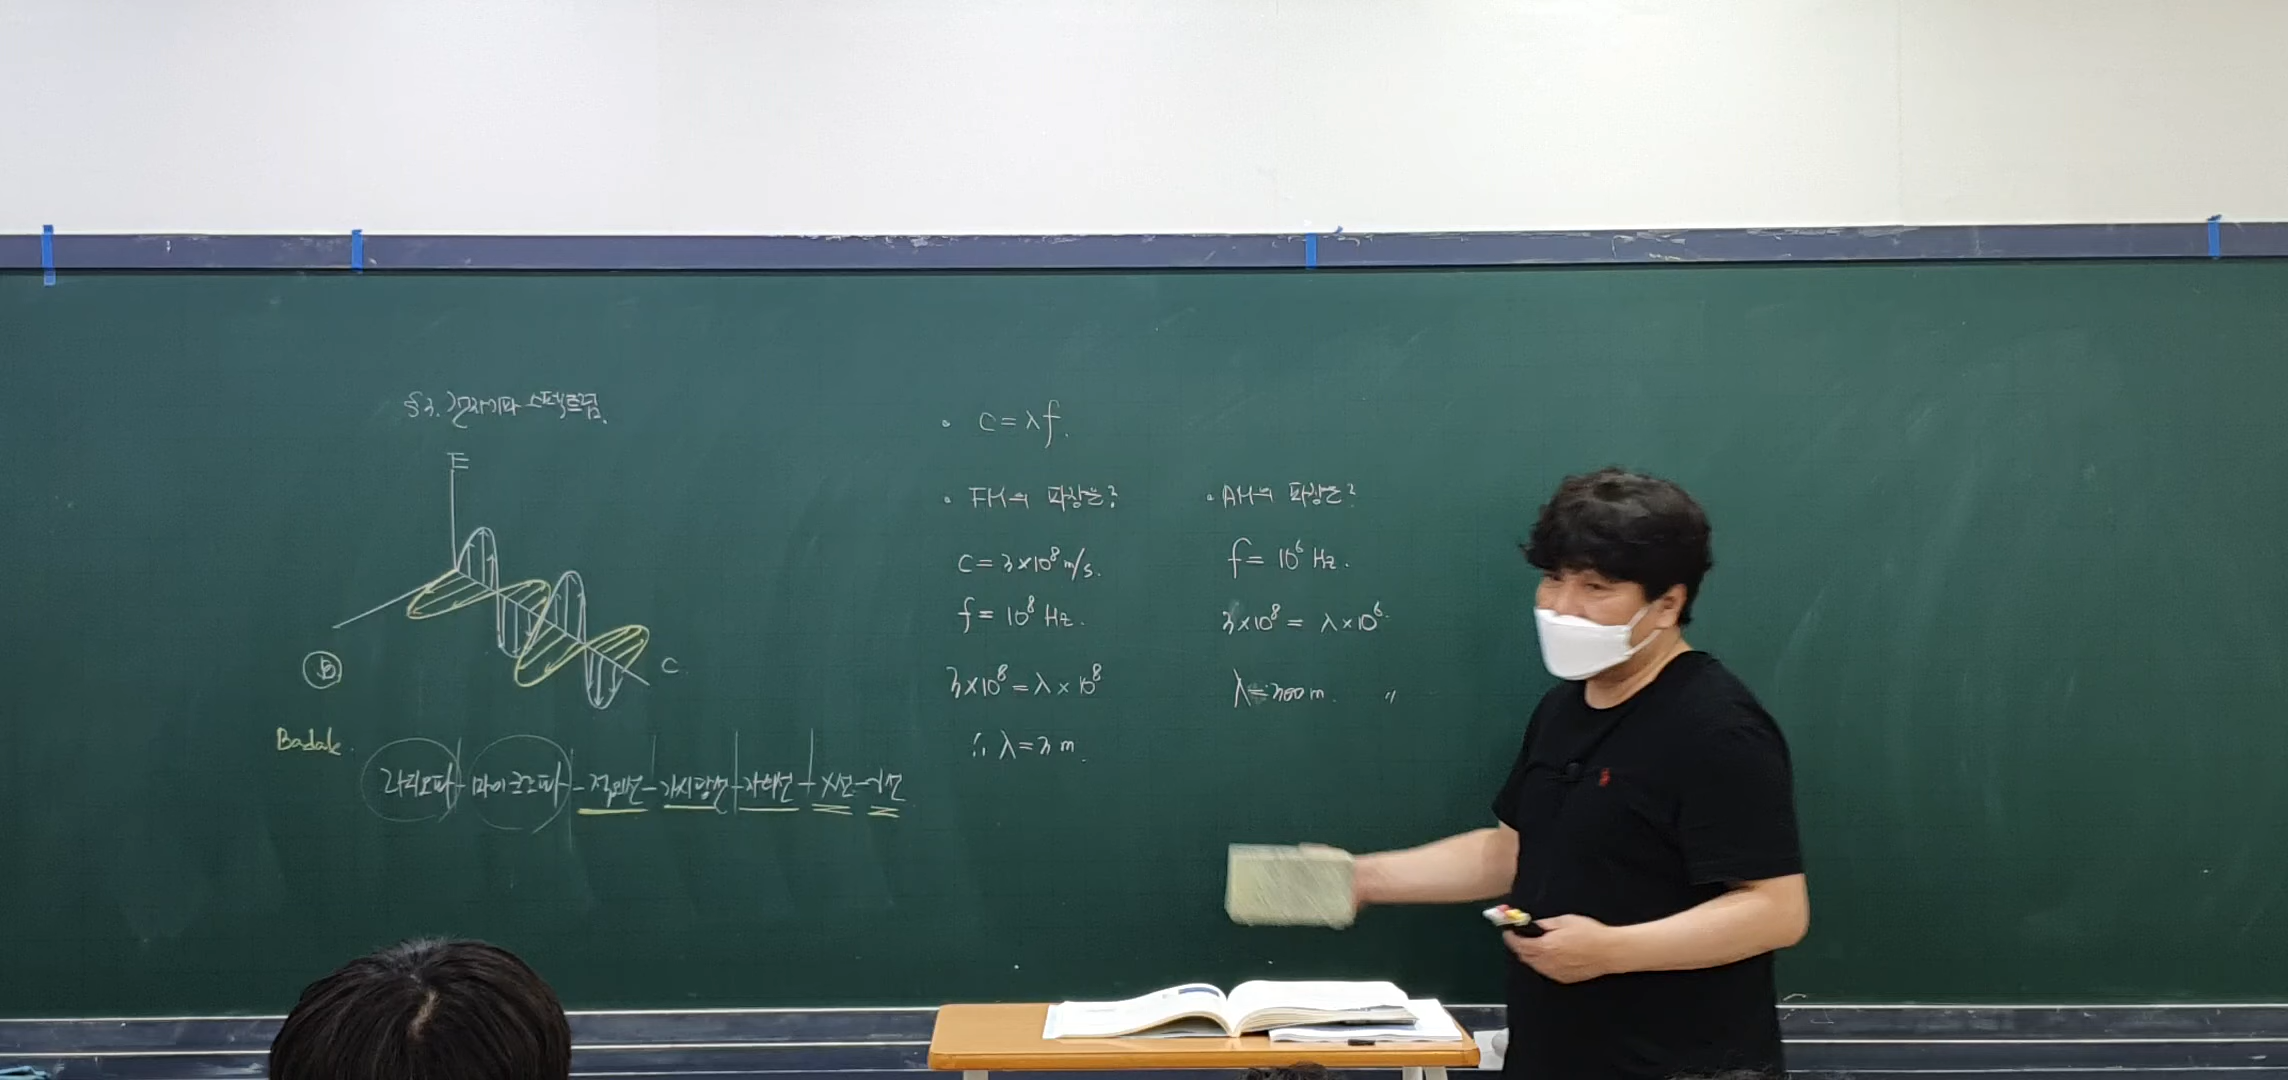 §3. 전자기파 스펙트럼.
E
B
C
Badale.
라디오파 - 마이크로파 - 적외선 - 가시광선 - 자외선 - X선 - γ선
• C = λf.
• FM의 파장은?
C = 3×10⁸ m/s.
f = 10⁸ Hz.
3×10⁸ = λ × 10⁸
∴ λ = 3 m.
• AM의 파장은?
f = 10⁶ Hz.
3×10⁸ = λ × 10⁶.
λ = 300 m. 〃